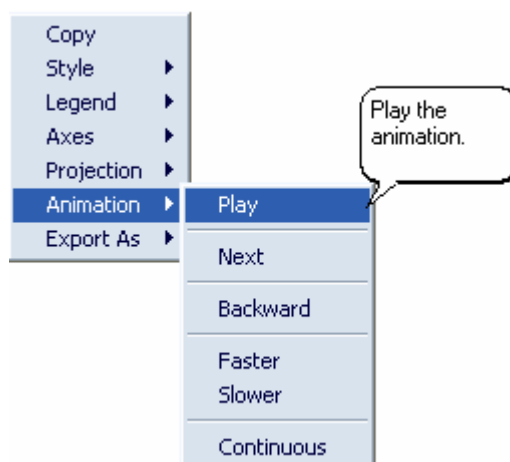 Copy
Style
Legend
Axes
Projection
Animation
Export As
Play the
animation.
Play
Next
Backward
Faster
Slower
Continuous